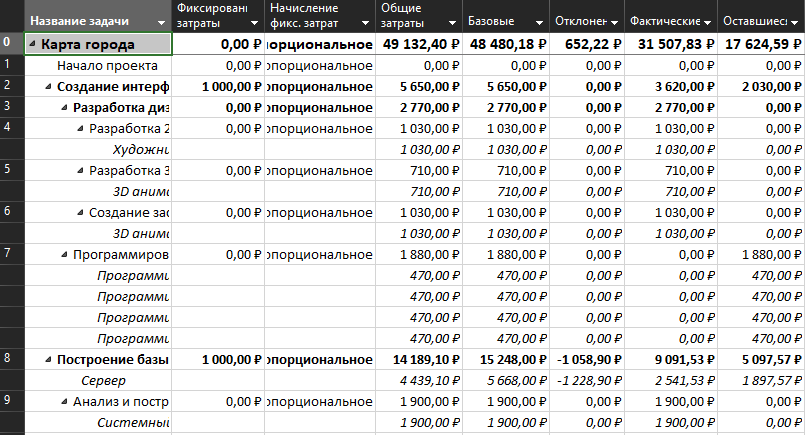 Название задачи Фиксированн затраты Начисление фикс. затрат Общие затраты Базовые Отклонен Фактические Оставшиеся
0 Карта города 0,00 ₽ порциональное 49 132,40 ₽ 48 480,18 ₽ 652,22 ₽ 31 507,83 ₽ 17 624,59 ₽
1 Начало проекта 0,00 ₽ порциональное 0,00 ₽ 0,00 ₽ 0,00 ₽ 0,00 ₽ 0,00 ₽
2 Создание интерф 1 000,00 ₽ порциональное 5 650,00 ₽ 5 650,00 ₽ 0,00 ₽ 3 620,00 ₽ 2 030,00 ₽
3 Разработка диз 0,00 ₽ порциональное 2 770,00 ₽ 2 770,00 ₽ 0,00 ₽ 2 770,00 ₽ 0,00 ₽
4 Разработка 2 0,00 ₽ порциональное 1 030,00 ₽ 1 030,00 ₽ 0,00 ₽ 1 030,00 ₽ 0,00 ₽
Художни 1 030,00 ₽ 1 030,00 ₽ 0,00 ₽ 1 030,00 ₽ 0,00 ₽
5 Разработка 3 0,00 ₽ порциональное 710,00 ₽ 710,00 ₽ 0,00 ₽ 710,00 ₽ 0,00 ₽
3D анима 710,00 ₽ 710,00 ₽ 0,00 ₽ 710,00 ₽ 0,00 ₽
6 Создание зас 0,00 ₽ порциональное 1 030,00 ₽ 1 030,00 ₽ 0,00 ₽ 1 030,00 ₽ 0,00 ₽
3D анима 1 030,00 ₽ 1 030,00 ₽ 0,00 ₽ 1 030,00 ₽ 0,00 ₽
7 Программиров 0,00 ₽ порциональное 1 880,00 ₽ 1 880,00 ₽ 0,00 ₽ 0,00 ₽ 1 880,00 ₽
Программи 470,00 ₽ 470,00 ₽ 0,00 ₽ 0,00 ₽ 470,00 ₽
Программи 470,00 ₽ 470,00 ₽ 0,00 ₽ 0,00 ₽ 470,00 ₽
Программи 470,00 ₽ 470,00 ₽ 0,00 ₽ 0,00 ₽ 470,00 ₽
Программи 470,00 ₽ 470,00 ₽ 0,00 ₽ 0,00 ₽ 470,00 ₽
8 Построение базы 1 000,00 ₽ порциональное 14 189,10 ₽ 15 248,00 ₽ -1 058,90 ₽ 9 091,53 ₽ 5 097,57 ₽
Сервер 4 439,10 ₽ 5 668,00 ₽ -1 228,90 ₽ 2 541,53 ₽ 1 897,57 ₽
9 Анализ и постр 0,00 ₽ порциональное 1 900,00 ₽ 1 900,00 ₽ 0,00 ₽ 1 900,00 ₽ 0,00 ₽
Системный 1 900,00 ₽ 1 900,00 ₽ 0,00 ₽ 1 900,00 ₽ 0,00 ₽